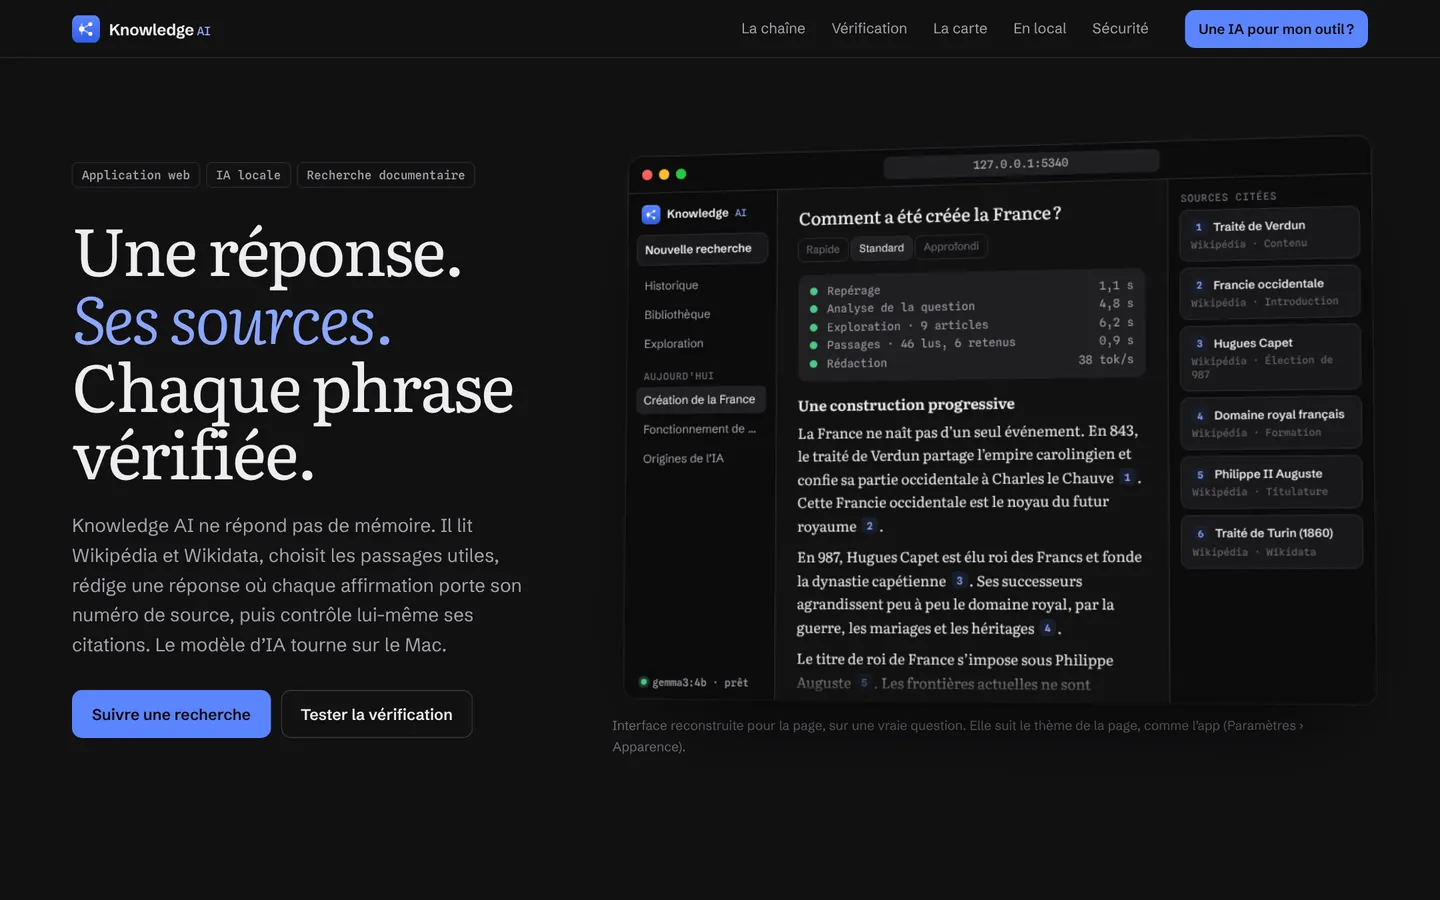 Knowledge AI
La chaîne
Vérification
La carte
En local
Sécurité
Une IA pour mon outil ?
Application web
IA locale
Recherche documentaire
Une réponse.
Ses sources.
Chaque phrase
vérifiée.
Knowledge AI ne répond pas de mémoire. Il lit
Wikipédia et Wikidata, choisit les passages utiles,
rédige une réponse où chaque affirmation porte son
numéro de source, puis contrôle lui-même ses
citations. Le modèle d’IA tourne sur le Mac.
Suivre une recherche
Tester la vérification
127.0.0.1:5340
Knowledge AI
Nouvelle recherche
Historique
Bibliothèque
Exploration
AUJOURD'HUI
Création de la France
Fonctionnement de …
Origines de l’IA
gemma3:4b · prêt
Comment a été créée la France ?
Rapide
Standard
Approfondi
Repérage 1,1 s
Analyse de la question 4,8 s
Exploration · 9 articles 6,2 s
Passages · 46 lus, 6 retenus 0,9 s
Rédaction 38 tok/s
Une construction progressive
La France ne naît pas d’un seul événement. En 843,
le traité de Verdun partage l’empire carolingien et
confie sa partie occidentale à Charles le Chauve 1 .
Cette Francie occidentale est le noyau du futur
royaume 2 .
En 987, Hugues Capet est élu roi des Francs et fonde
la dynastie capétienne 3 . Ses successeurs
agrandissent peu à peu le domaine royal, par la
guerre, les mariages et les héritages 4 .
Le titre de roi de France s’impose sous Philippe
Auguste 5 . Les frontières actuelles ne sont
SOURCES CITÉES
1 Traité de Verdun
Wikipédia · Contenu
2 Francie occidentale
Wikipédia · Introduction
3 Hugues Capet
Wikipédia · Élection de
987
4 Domaine royal français
Wikipédia · Formation
5 Philippe II Auguste
Wikipédia · Titulature
6 Traité de Turin (1860)
Wikipédia · Wikidata
Interface reconstruite pour la page, sur une vraie question. Elle suit le thème de la page, comme l’app (Paramètres ›
Apparence).